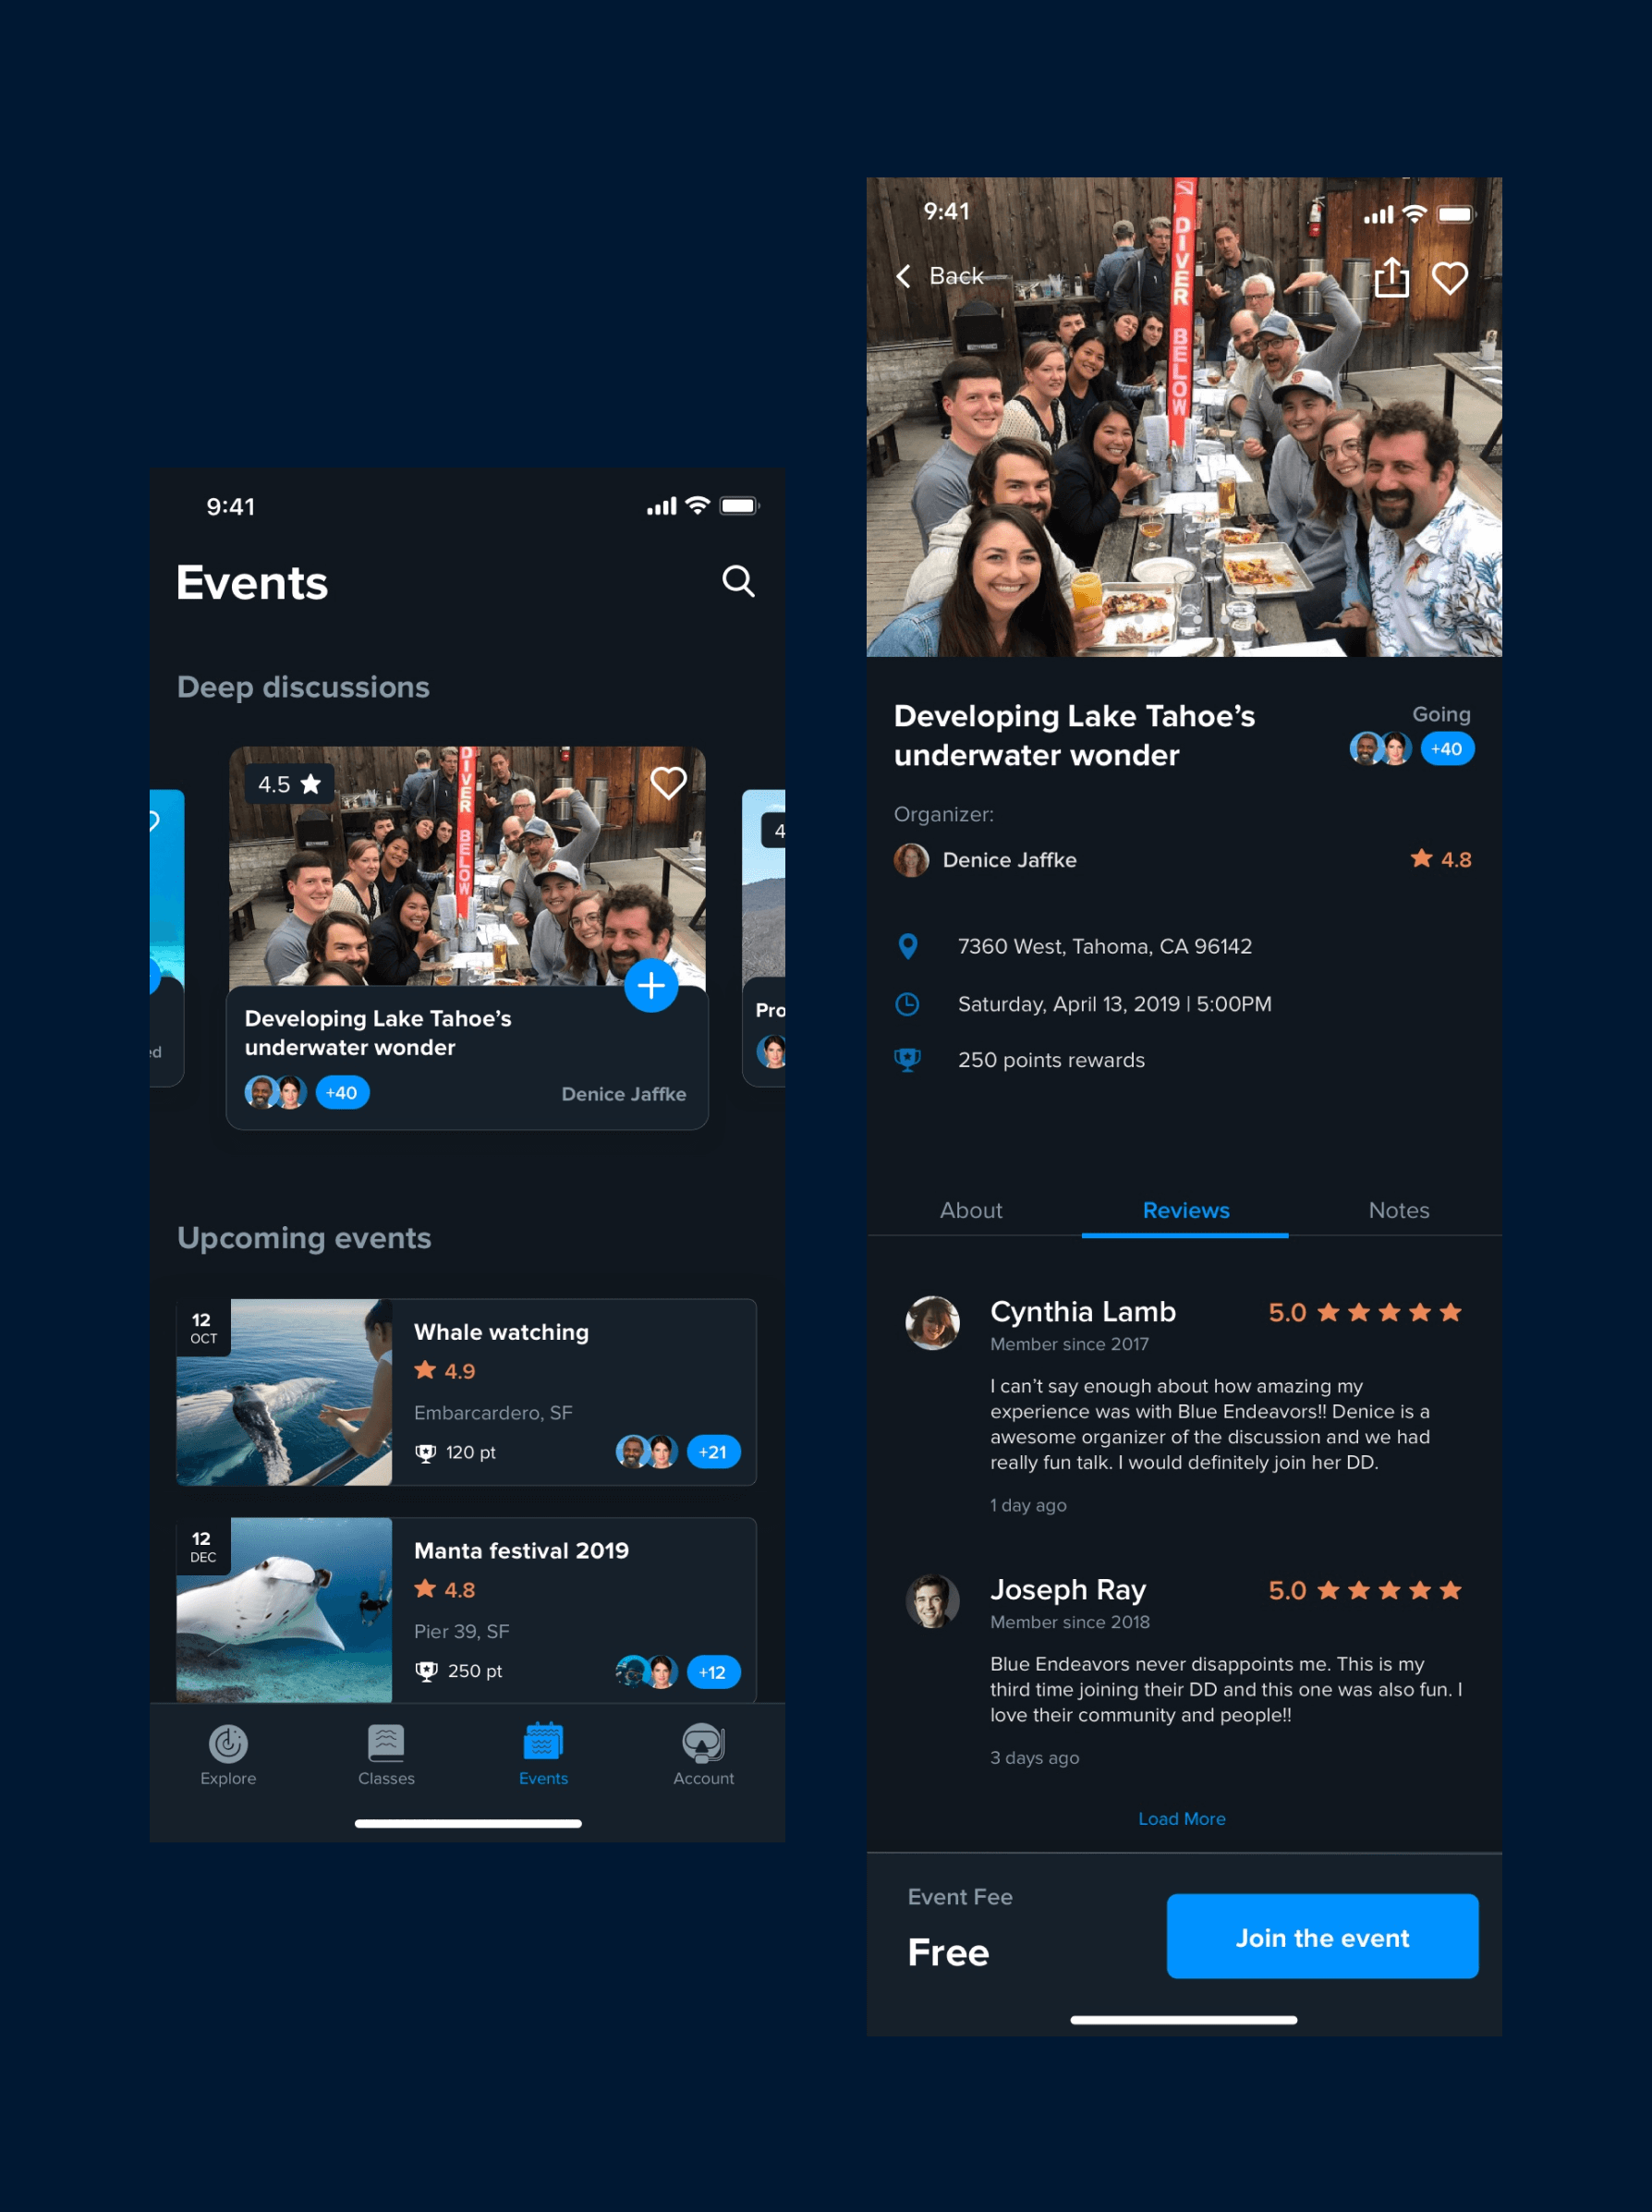 9:41
Events
Deep discussions
4.5
DIVER BELOW
4
Developing Lake Tahoe’s
underwater wonder
+40
Denice Jaffke
ed
Pro
Upcoming events
12
OCT
Whale watching
4.9
Embarcardero, SF
120 pt
+21
12
DEC
Manta festival 2019
4.8
Pier 39, SF
250 pt
+12
Explore
Classes
Events
Account
9:41
Back
DIVER BELOW
Developing Lake Tahoe’s
underwater wonder
Going
+40
Organizer:
Denice Jaffke
4.8
7360 West, Tahoma, CA 96142
Saturday, April 13, 2019 | 5:00PM
250 points rewards
About
Reviews
Notes
Cynthia Lamb
5.0
Member since 2017
I can’t say enough about how amazing my
experience was with Blue Endeavors!! Denice is a
awesome organizer of the discussion and we had
really fun talk. I would definitely join her DD.
1 day ago
Joseph Ray
5.0
Member since 2018
Blue Endeavors never disappoints me. This is my
third time joining their DD and this one was also fun. I
love their community and people!!
3 days ago
Load More
Event Fee
Free
Join the event